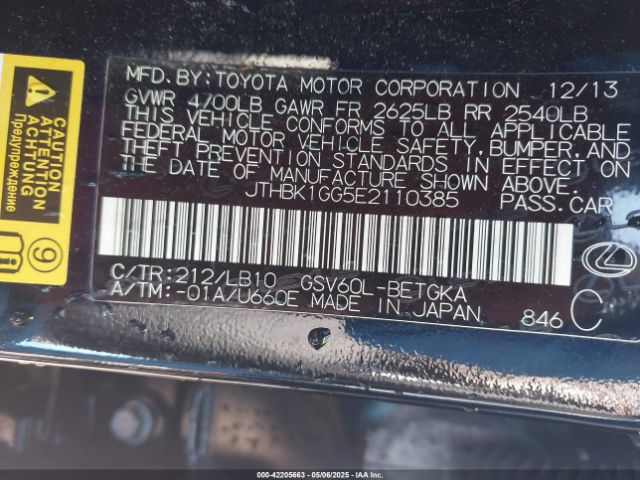 CAUTION
ATTENTION
ACHTUNG
Предупреждение
9
MFD. BY: TOYOTA MOTOR CORPORATION 12/13
GVWR 4700LB GAWR FR 2625LB RR 2540LB
THIS VEHICLE CONFORMS TO ALL APPLICABLE
FEDERAL MOTOR VEHICLE SAFETY, BUMPER, AND
THEFT PREVENTION STANDARDS IN EFFECT ON
THE DATE OF MANUFACTURE SHOWN ABOVE.
JTHBK1GG5E2110385 PASS.CAR
C/TR:212/LB10 GSV60L-BETGKA
A/TM:-01A/U660E MADE IN JAPAN 846 C
000-42205663 - 05/06/2025 - IAAI.COM